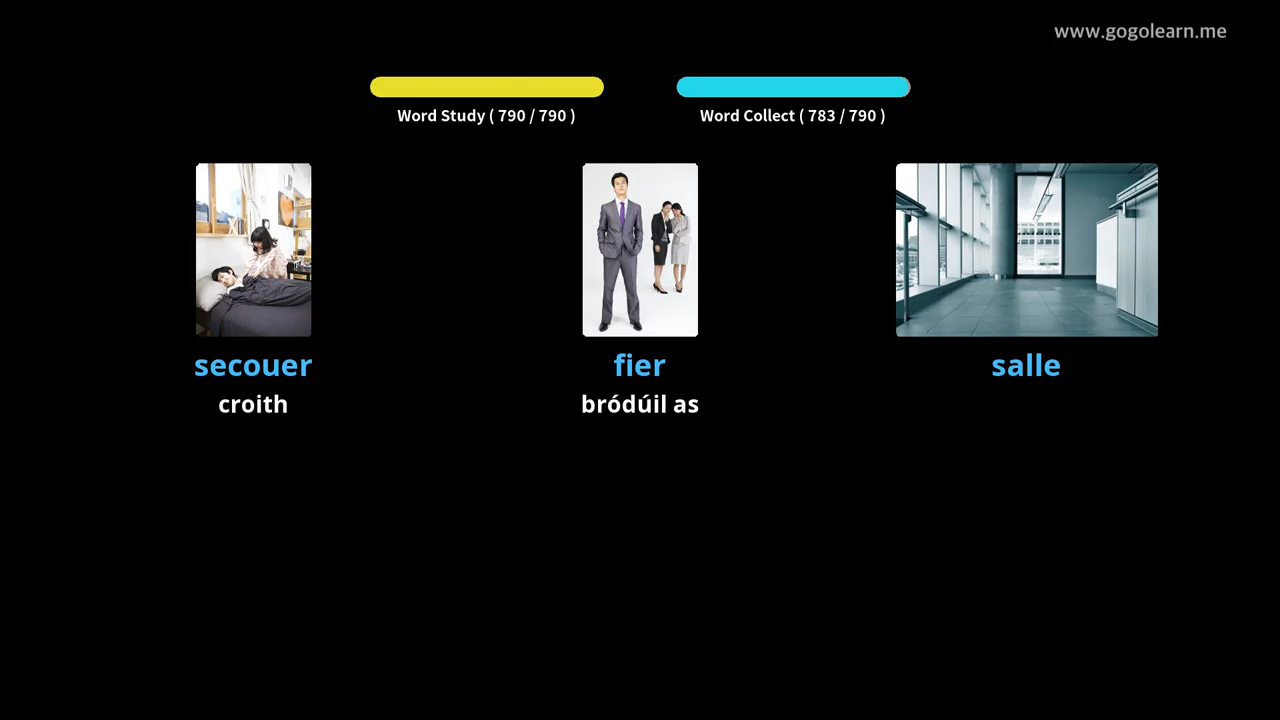 www.gogolearn.me
Word Study ( 790 / 790 )
Word Collect ( 783 / 790 )
secouer
croith
fier
bródúil as
salle